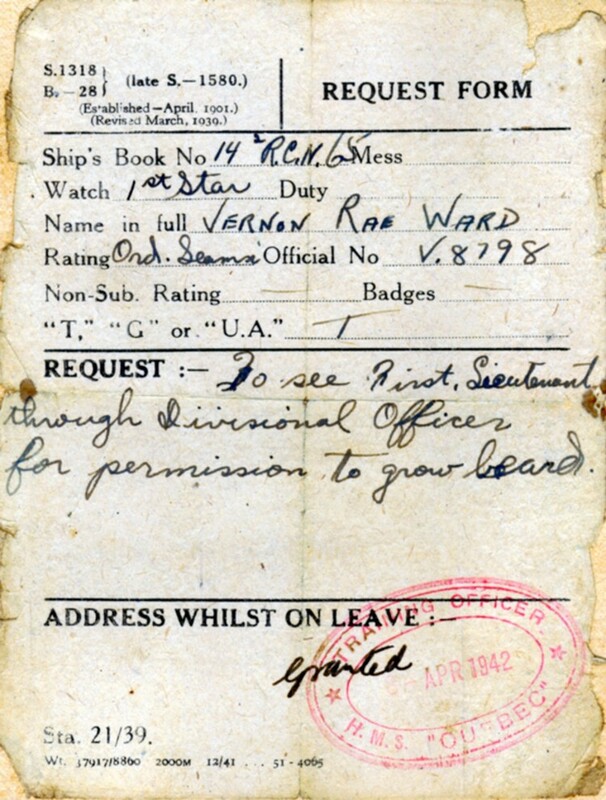 S.1318
B.-28
(late S.-1580.)
(Established-April, 1901.)
(Revised March, 1939.)
REQUEST FORM
Ship's Book No 14² R.C.N. 65 Mess
Watch 1st Star Duty
Name in full VERNON RAE WARD
Rating Ord. Seamn Official No V.8798
Non-Sub. Rating — Badges —
"T," "G" or "U.A." T
REQUEST :— To see First, Lieutenant
through Divisional Officer
for permission to grow beard.
ADDRESS WHILST ON LEAVE :—
granted
TRAINING OFFICER.
APR 1942
H.M.S. "QUEBEC"
Sta. 21/39.
Wt. 37917/8860 2000M 12/41 ... 51-4065